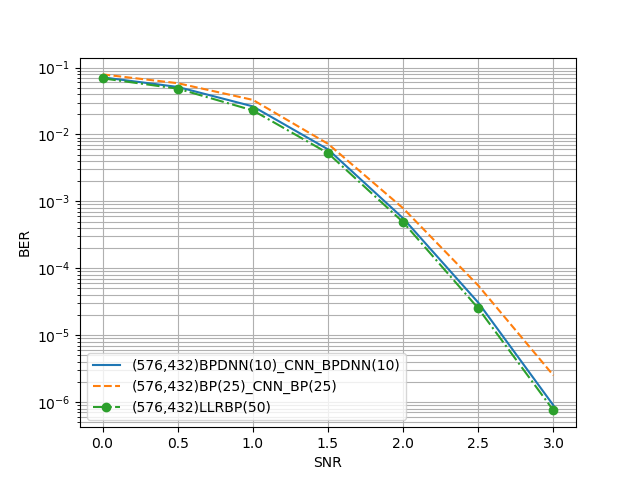 10⁻¹
10⁻²
10⁻³
10⁻⁴
10⁻⁵
10⁻⁶
BER
(576,432)BPDNN(10)_CNN_BPDNN(10)
(576,432)BP(25)_CNN_BP(25)
(576,432)LLRBP(50)
0.0 0.5 1.0 1.5 2.0 2.5 3.0
SNR